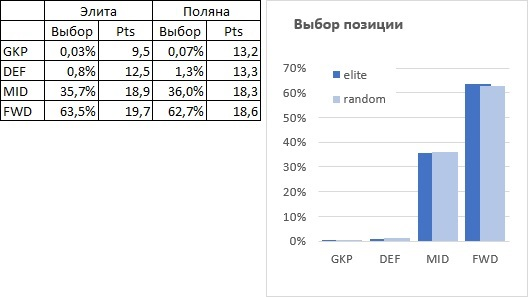 Элита Поляна
Выбор Pts Выбор Pts
GKP 0,03% 9,5 0,07% 13,2
DEF 0,8% 12,5 1,3% 13,3
MID 35,7% 18,9 36,0% 18,3
FWD 63,5% 19,7 62,7% 18,6
Выбор позиции
70%
60%
50%
40%
30%
20%
10%
0%
elite
random
GKP DEF MID FWD